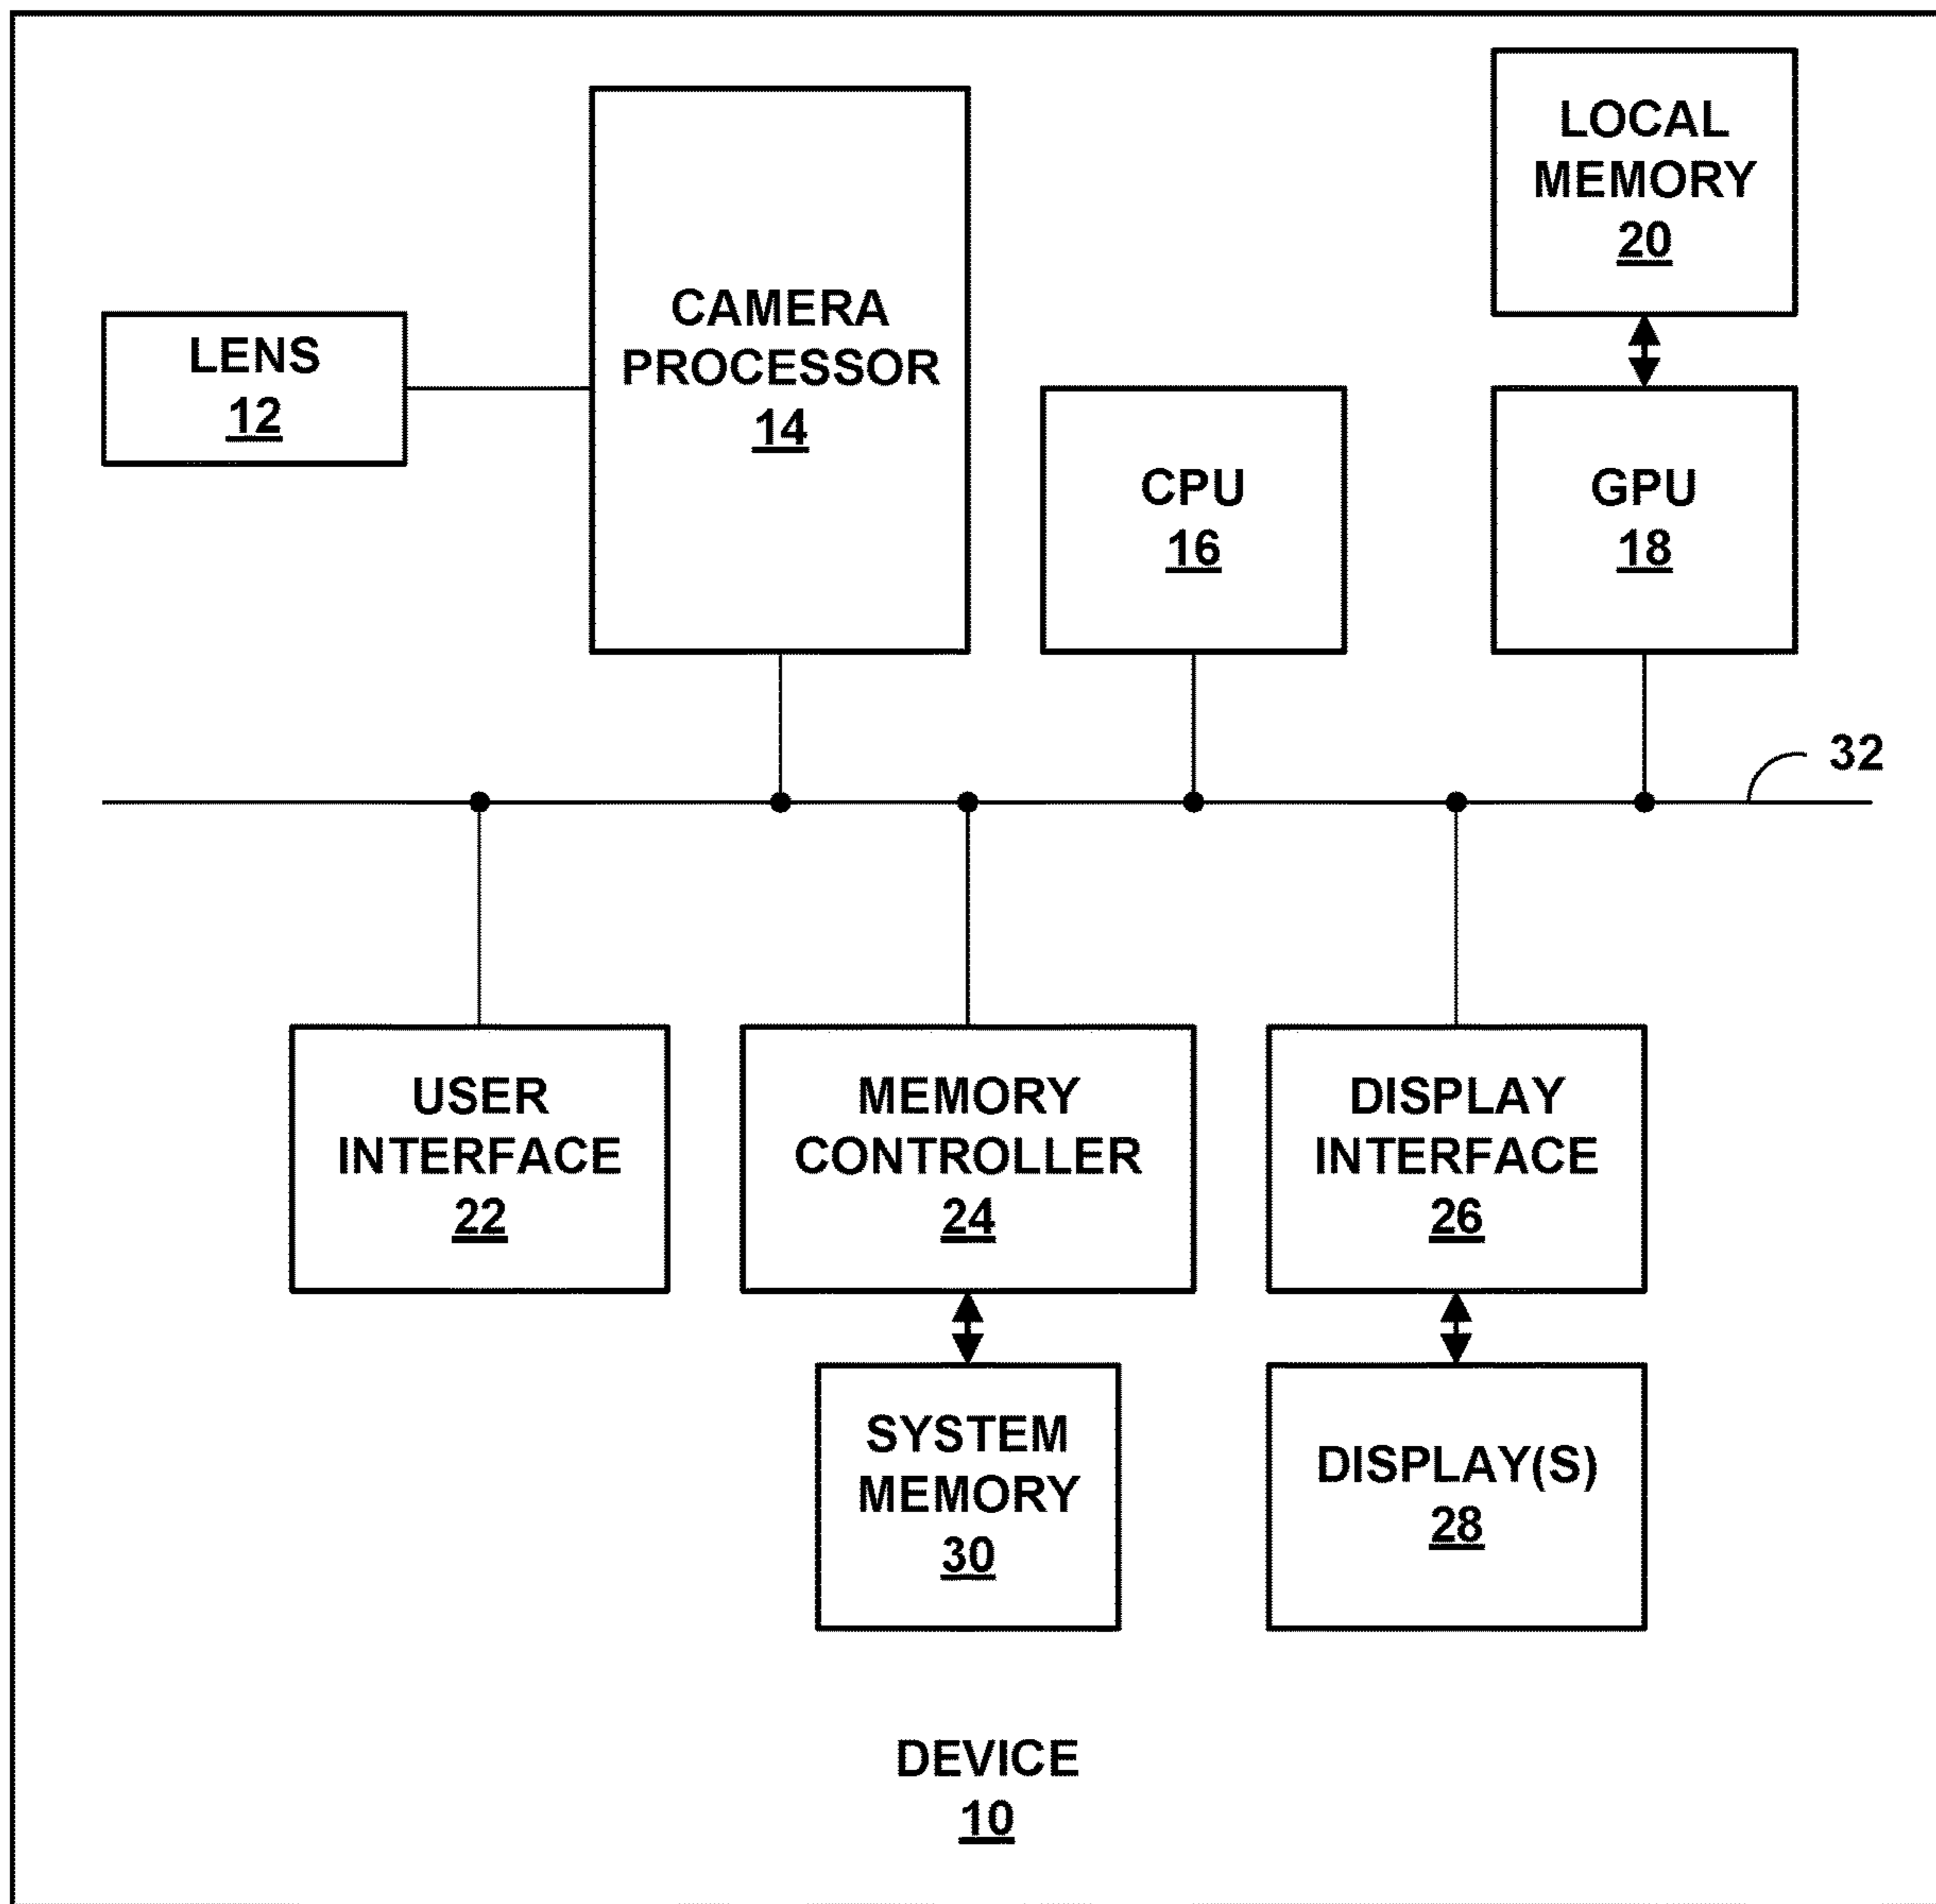 LOCAL
MEMORY
20
CAMERA
PROCESSOR
14
LENS
12
CPU
16
GPU
18
32
USER
INTERFACE
22
MEMORY
CONTROLLER
24
DISPLAY
INTERFACE
26
SYSTEM
MEMORY
30
DISPLAY(S)
28
DEVICE
10